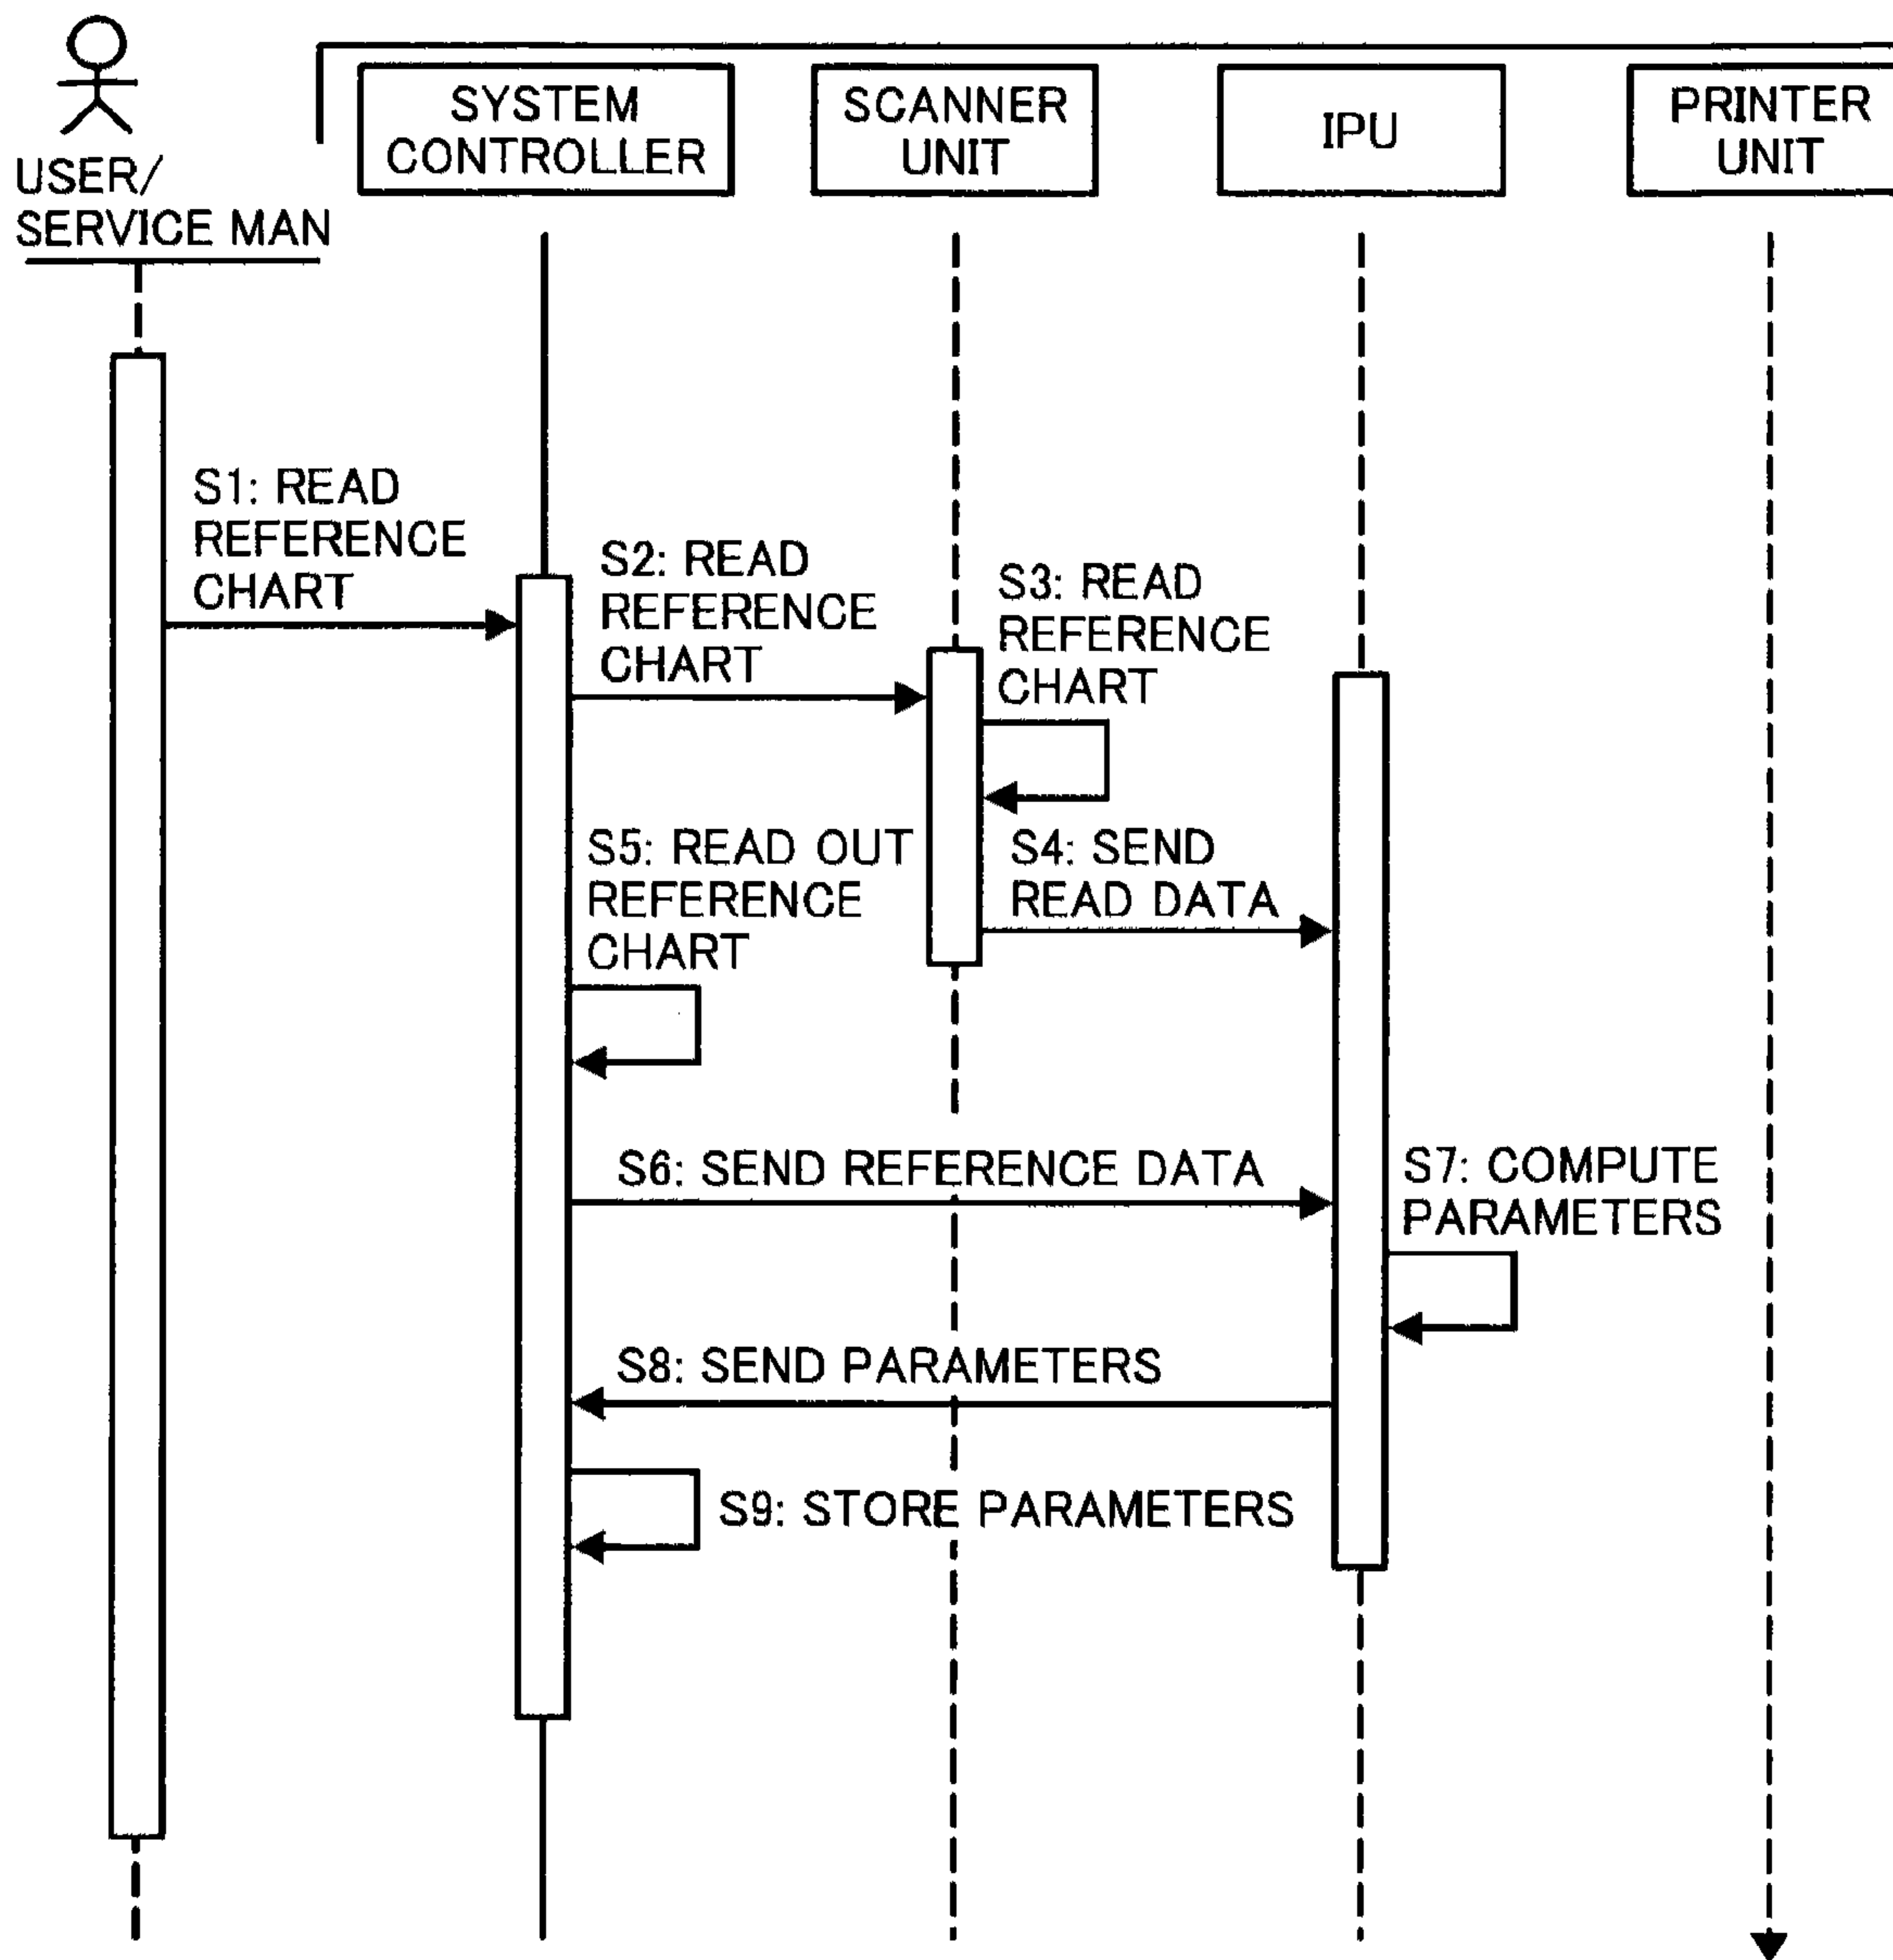 USER/
SERVICE MAN
SYSTEM
CONTROLLER
SCANNER
UNIT
IPU
PRINTER
UNIT
S1: READ
REFERENCE
CHART
S2: READ
REFERENCE
CHART
S3: READ
REFERENCE
CHART
S4: SEND
READ DATA
S5: READ OUT
REFERENCE
CHART
S6: SEND REFERENCE DATA
S7: COMPUTE
PARAMETERS
S8: SEND PARAMETERS
S9: STORE PARAMETERS